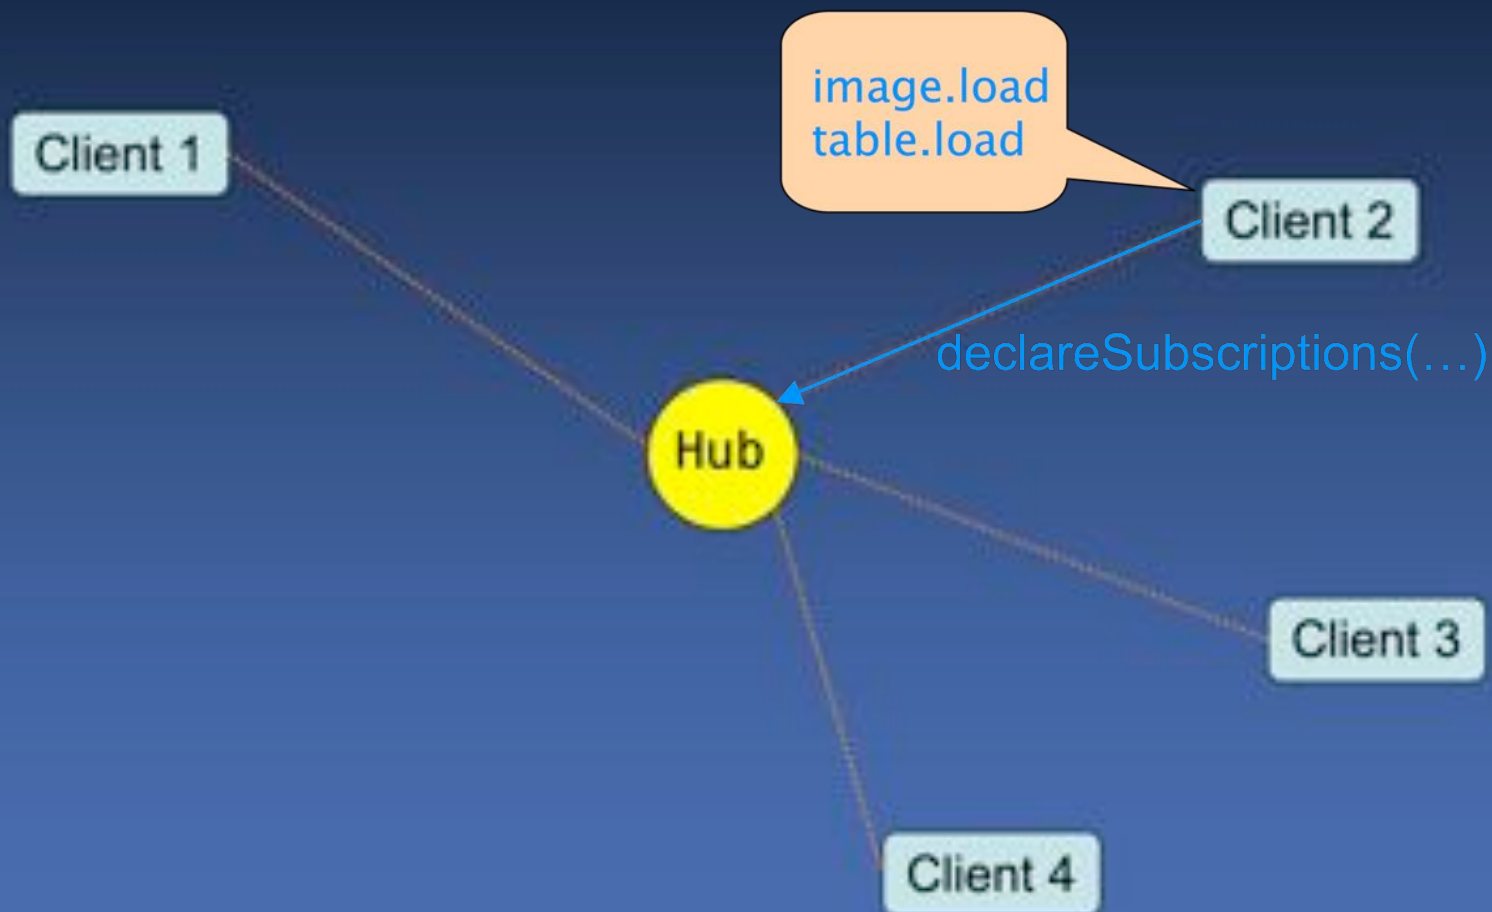 image.load
table.load
Client 1
Client 2
declareSubscriptions(…)
Hub
Client 3
Client 4